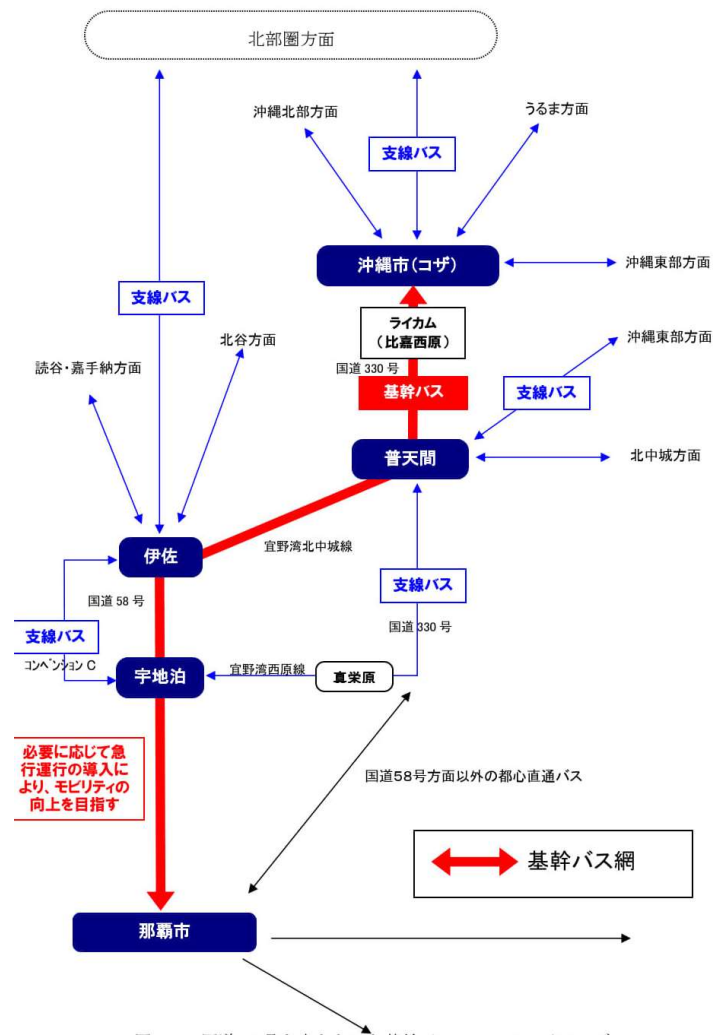 北部圏方面
沖縄北部方面
うるま方面
支線バス
沖縄市(コザ)
沖縄東部方面
支線バス
ライカム
(比嘉西原)
北谷方面
沖縄東部方面
読谷・嘉手納方面
国道 330 号
基幹バス
支線バス
普天間
北中城方面
伊佐
宜野湾北中城線
支線バス
国道 58 号
国道 330 号
支線バス
コンベンション C
宇地泊
宜野湾西原線
真栄原
必要に応じて急
行運行の導入に
より、モビリティの
向上を目指す
国道58号方面以外の都心直通バス
基幹バス網
那覇市